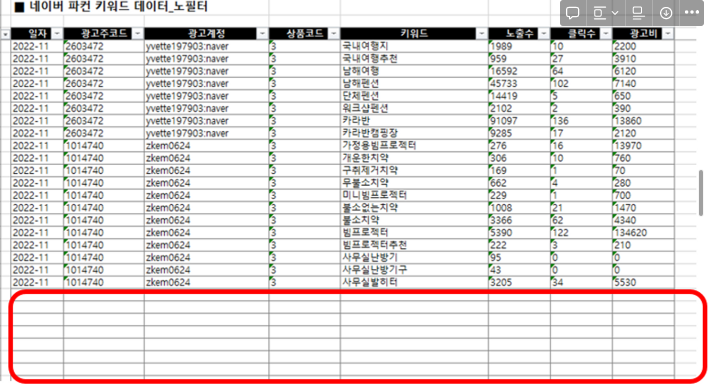 ■ 네이버 파컨 키워드 데이터_노필터
일자 광고주코드 광고계정 상품코드 키워드 노출수 클릭수 광고비
2022-11 2603472 yvette197903:naver 3 국내여행지 1989 10 2200
2022-11 2603472 yvette197903:naver 3 국내여행추천 959 27 3910
2022-11 2603472 yvette197903:naver 3 남해여행 16592 64 6120
2022-11 2603472 yvette197903:naver 3 남해펜션 45733 102 7140
2022-11 2603472 yvette197903:naver 3 단체펜션 14419 5 650
2022-11 2603472 yvette197903:naver 3 워크샵펜션 2102 2 390
2022-11 2603472 yvette197903:naver 3 카라반 91097 136 13860
2022-11 2603472 yvette197903:naver 3 카라반캠핑장 9285 17 2120
2022-11 1014740 zkem0624 3 가정용빔프로젝터 276 16 13970
2022-11 1014740 zkem0624 3 개운한치약 306 10 760
2022-11 1014740 zkem0624 3 구취제거치약 169 1 70
2022-11 1014740 zkem0624 3 무불소치약 662 4 280
2022-11 1014740 zkem0624 3 미니빔프로젝터 229 1 700
2022-11 1014740 zkem0624 3 불소없는치약 1008 21 1470
2022-11 1014740 zkem0624 3 불소치약 3366 62 4340
2022-11 1014740 zkem0624 3 빔프로젝터 5390 122 134620
2022-11 1014740 zkem0624 3 빔프로젝터추천 222 3 210
2022-11 1014740 zkem0624 3 사무실난방기 95 0 0
2022-11 1014740 zkem0624 3 사무실난방기구 43 0 0
2022-11 1014740 zkem0624 3 사무실발히터 3205 34 5530